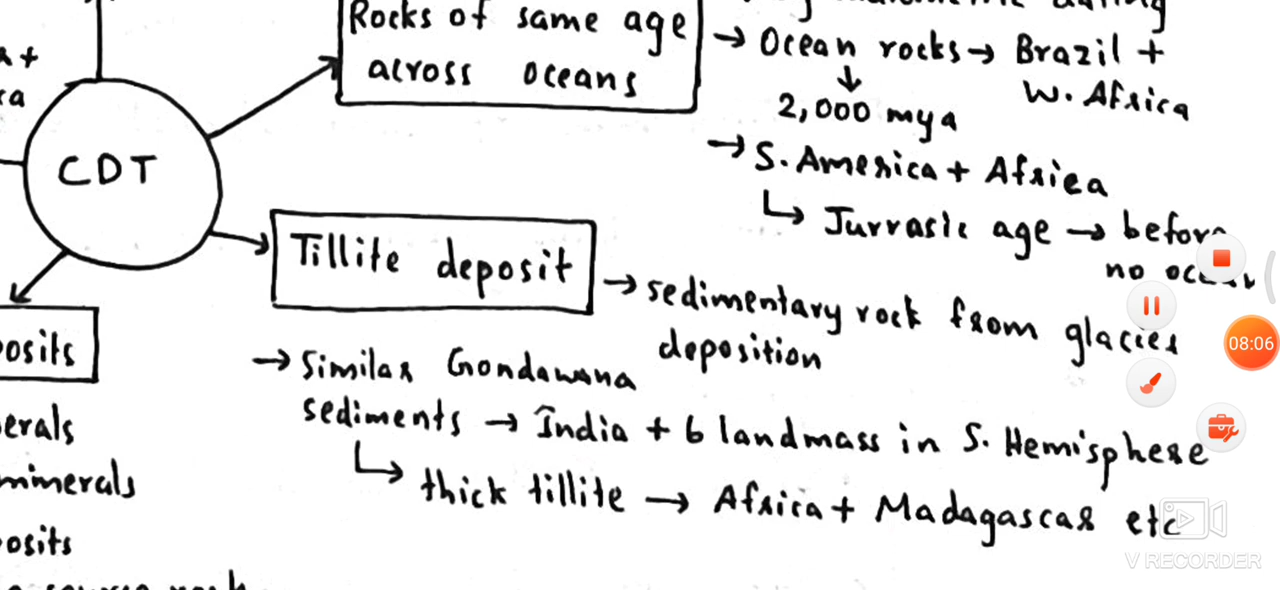 Rocks of same age
across oceans
→ Ocean rocks → Brazil +
W. Africa
↓
2,000 mya
→ S. America + Africa
↳ Jurrasic age → before
no
CDT
Tillite deposit
→ sedimentary rock from glacier
deposition
→ Similar Gondawana
sediments → India + 6 landmass in S. Hemisphere
↳ thick tillite → Africa + Madagascar etc
08:06
V RECORDER